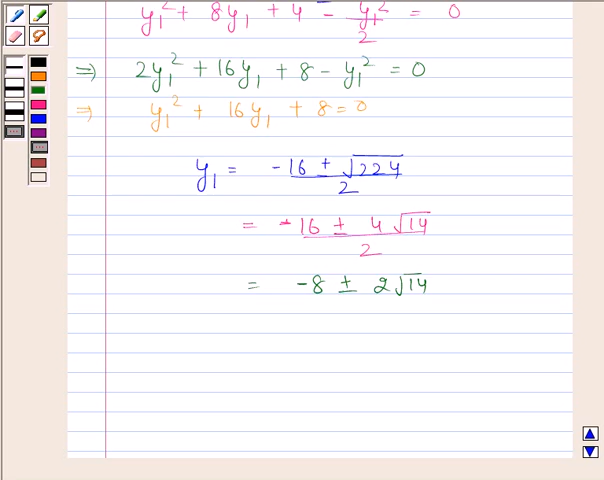 y₁² + 8y₁ + 4 - y₁²/2 = 0
⇒ 2y₁² + 16y₁ + 8 - y₁² = 0
⇒ y₁² + 16y₁ + 8 = 0
y₁ = (-16 ± √224)/2
= (-16 ± 4√14)/2
= -8 ± 2√14